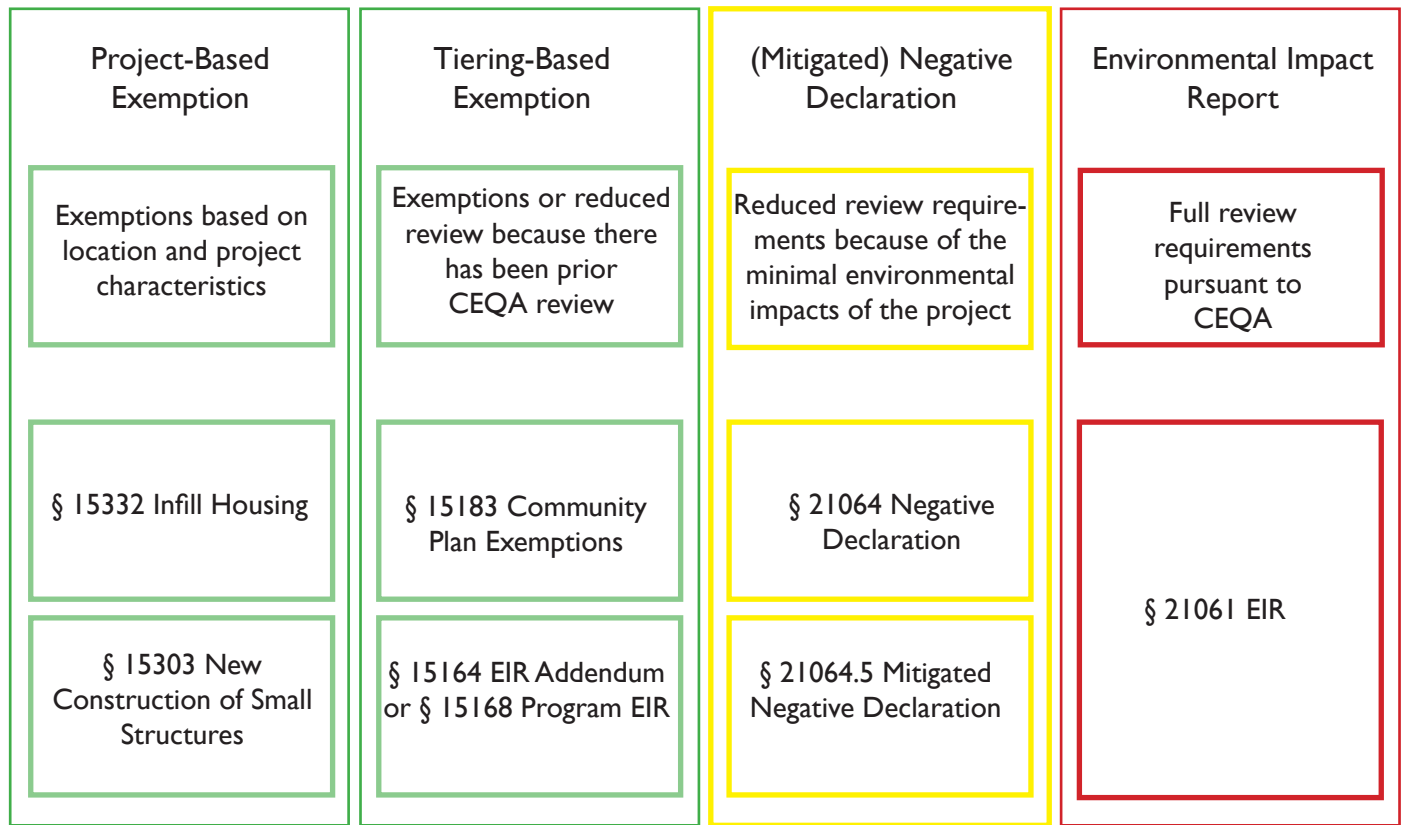 Project-Based
Exemption
Exemptions based on
location and project
characteristics
§ 15332 Infill Housing
§ 15303 New
Construction of Small
Structures
Tiering-Based
Exemption
Exemptions or reduced
review because there
has been prior
CEQA review
§ 15183 Community
Plan Exemptions
§ 15164 EIR Addendum
or § 15168 Program EIR
(Mitigated) Negative
Declaration
Reduced review require-
ments because of the
minimal environmental
impacts of the project
§ 21064 Negative
Declaration
§ 21064.5 Mitigated
Negative Declaration
Environmental Impact
Report
Full review
requirements
pursuant to
CEQA
§ 21061 EIR